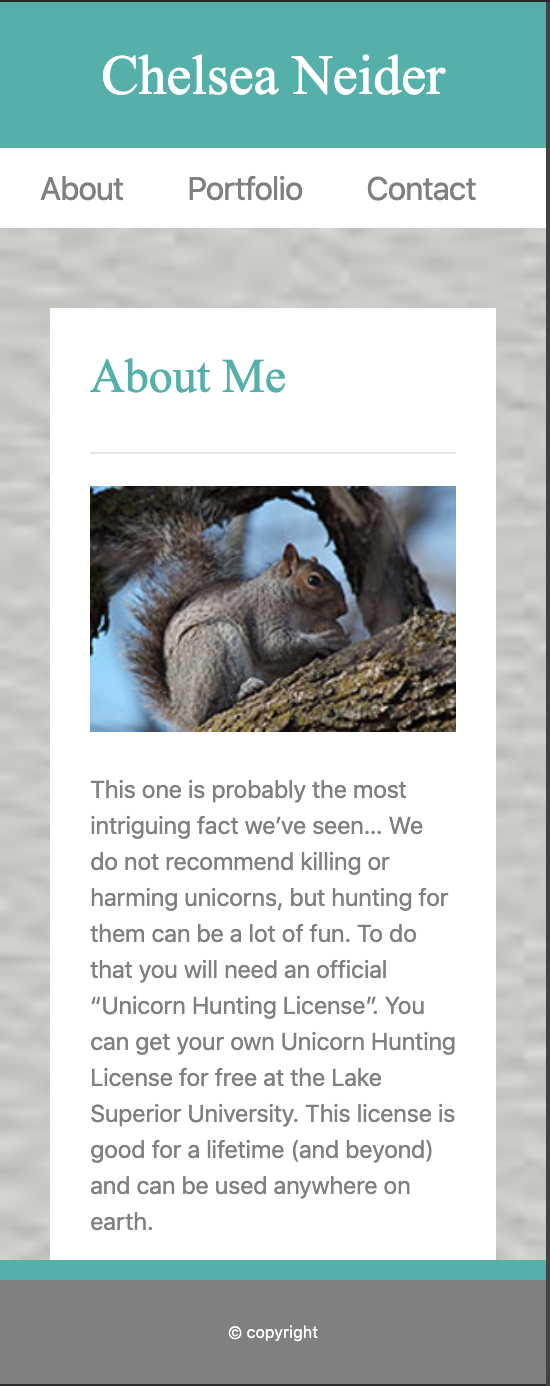 Chelsea Neider
About Portfolio Contact
About Me
This one is probably the most
intriguing fact we’ve seen... We
do not recommend killing or
harming unicorns, but hunting for
them can be a lot of fun. To do
that you will need an official
“Unicorn Hunting License”. You
can get your own Unicorn Hunting
License for free at the Lake
Superior University. This license is
good for a lifetime (and beyond)
and can be used anywhere on
earth.
© copyright